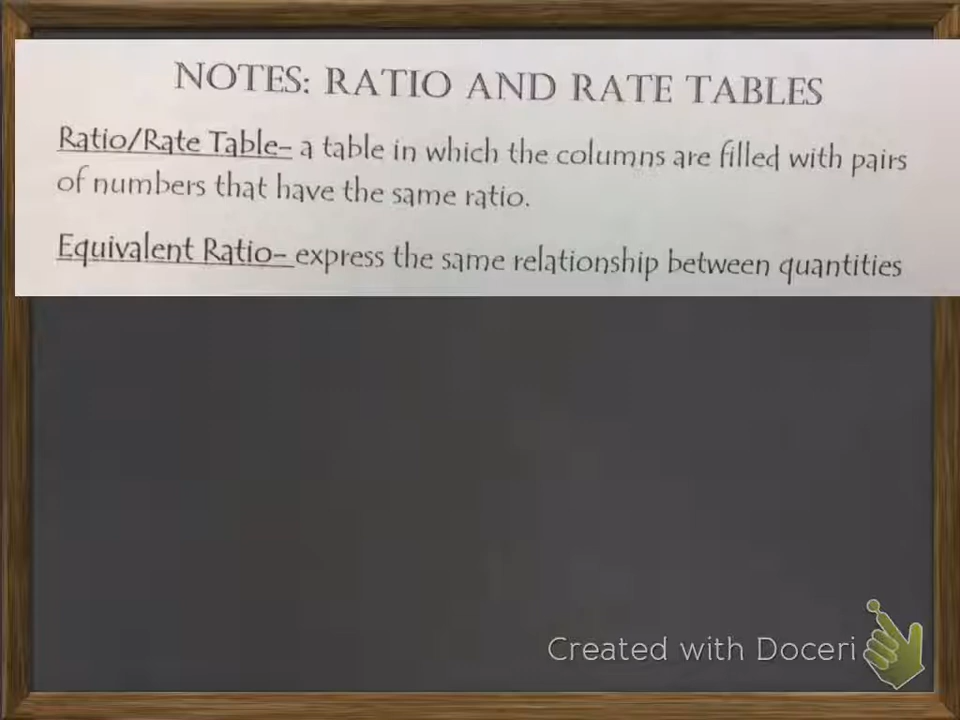 NOTES: RATIO AND RATE TABLES
Ratio/Rate Table- a table in which the columns are filled with pairs
of numbers that have the same ratio.
Equivalent Ratio- express the same relationship between quantities
Created with Doceri